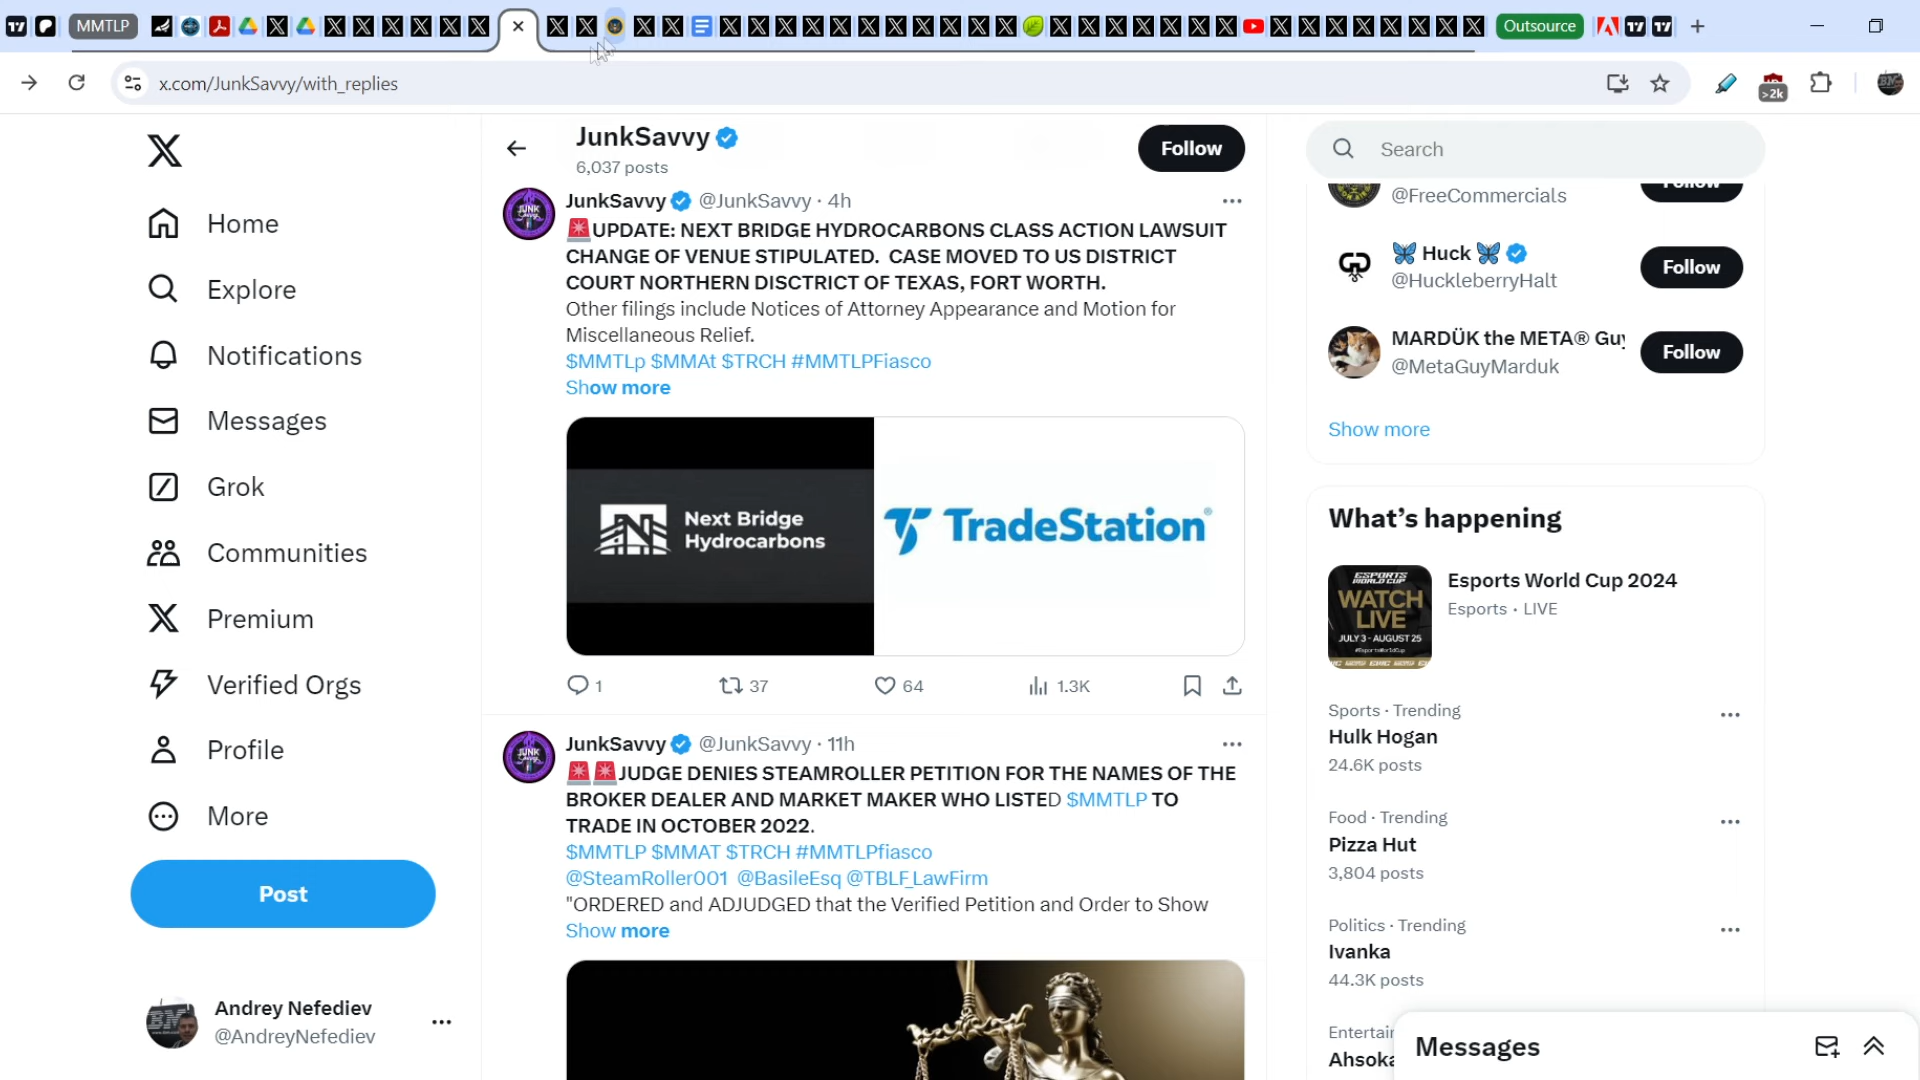 MMTLP
Outsource
x.com/JunkSavvy/with_replies
>2k
Home
Explore
Notifications
Messages
Grok
Communities
Premium
Verified Orgs
Profile
More
Post
Andrey Nefediev
@AndreyNefediev
JunkSavvy
6,037 posts
Follow
JunkSavvy @JunkSavvy · 4h
🚨UPDATE: NEXT BRIDGE HYDROCARBONS CLASS ACTION LAWSUIT
CHANGE OF VENUE STIPULATED. CASE MOVED TO US DISTRICT
COURT NORTHERN DISCTRICT OF TEXAS, FORT WORTH.
Other filings include Notices of Attorney Appearance and Motion for
Miscellaneous Relief.
$MMTLp $MMAt $TRCH #MMTLPFiasco
Show more
Next Bridge
Hydrocarbons
TradeStation
1
37
64
1.3K
JunkSavvy @JunkSavvy · 11h
🚨🚨JUDGE DENIES STEAMROLLER PETITION FOR THE NAMES OF THE
BROKER DEALER AND MARKET MAKER WHO LISTED $MMTLP TO
TRADE IN OCTOBER 2022.
$MMTLP $MMAT $TRCH #MMTLPfiasco
@SteamRoller001 @BasileEsq @TBLF_LawFirm
"ORDERED and ADJUDGED that the Verified Petition and Order to Show
Show more
Search
@FreeCommercials
Follow
🦋 Huck 🦋
@HuckleberryHalt
Follow
MARDÜK the META® Guy
@MetaGuyMarduk
Follow
Show more
What's happening
ESPORTS
WORLD CUP
WATCH
LIVE
JULY 3 - AUGUST 25
Esports World Cup 2024
Esports · LIVE
Sports · Trending
Hulk Hogan
24.6K posts
Food · Trending
Pizza Hut
3,804 posts
Politics · Trending
Ivanka
44.3K posts
Entertai
Ahsoka
Messages